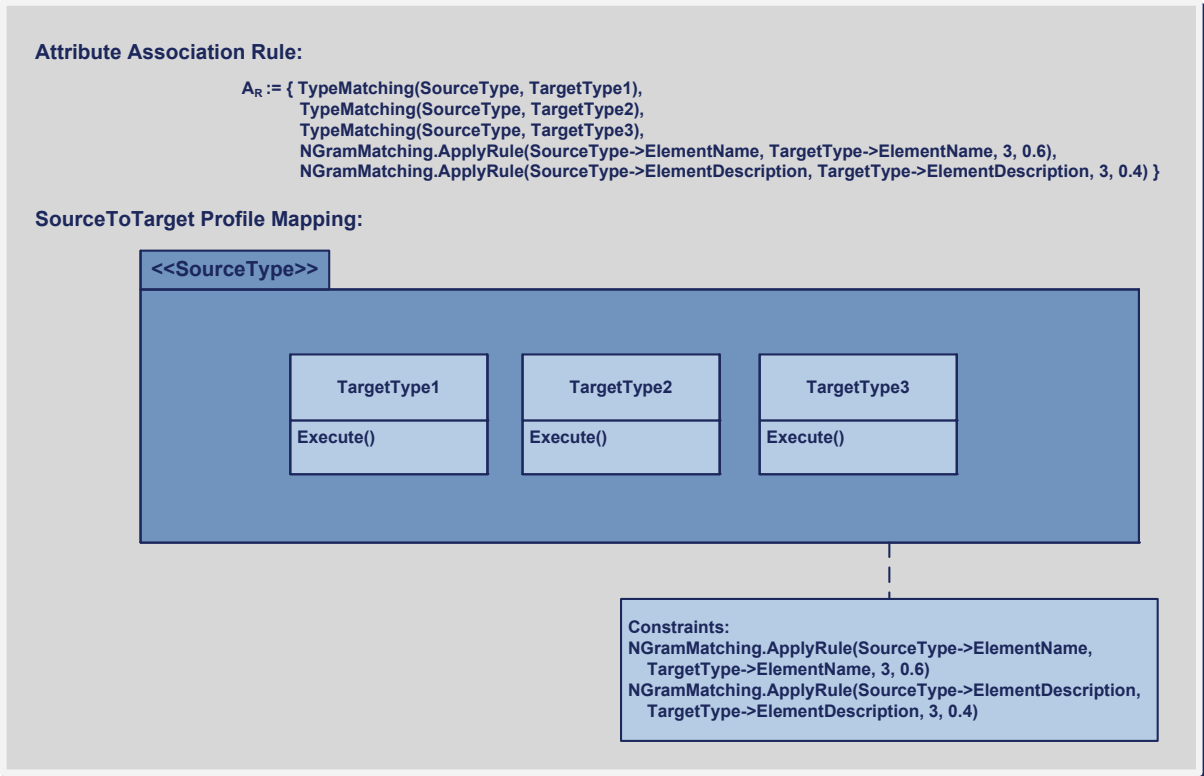 Attribute Association Rule:
A_R := { TypeMatching(SourceType, TargetType1),
TypeMatching(SourceType, TargetType2),
TypeMatching(SourceType, TargetType3),
NGramMatching.ApplyRule(SourceType->ElementName, TargetType->ElementName, 3, 0.6),
NGramMatching.ApplyRule(SourceType->ElementDescription, TargetType->ElementDescription, 3, 0.4) }
SourceToTarget Profile Mapping:
<<SourceType>>
TargetType1
Execute()
TargetType2
Execute()
TargetType3
Execute()
Constraints:
NGramMatching.ApplyRule(SourceType->ElementName,
TargetType->ElementName, 3, 0.6)
NGramMatching.ApplyRule(SourceType->ElementDescription,
TargetType->ElementDescription, 3, 0.4)